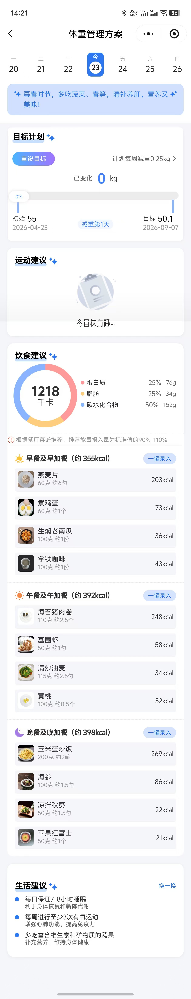 14:21
35.3 KB/s 5G 5G 86
体重管理方案
一 二 三 今 五 六 日
20 21 22 23 24 25 26
暮春时节，多吃菠菜、春笋，清补养肝，营养又
美味！
目标计划
重设目标 计划每周减重0.25kg
已变化 0 kg
0%
初始 55 目标 50.1
2026-04-23 减重第1天 2026-09-07
运动建议
今日休息哦~
饮食建议
1218
千卡
蛋白质 25% 76g
脂肪 25% 34g
碳水化合物 50% 152g
根据餐厅菜谱推荐，推荐能量摄入量为标准值的90%-110%
早餐及早加餐（约 355kcal） 一键录入
燕麦片
60克 约6勺 203kcal
煮鸡蛋
60克 约1个 73kcal
生焖老南瓜
100克 约1份 36kcal
拿铁咖啡
100克 约1份 43kcal
午餐及午加餐（约 392kcal） 一键录入
海苔猪肉卷
110克 约2.5个 248kcal
基围虾
50克 约1勺 58kcal
清炒油麦
115克 约2.5勺 34kcal
黄桃
100克 约0.5个 52kcal
晚餐及晚加餐（约 398kcal） 一键录入
玉米蛋炒饭
200克 约2碗 269kcal
海参
100克 约1.5勺 86kcal
凉拌秋葵
50克 约1.5勺 22kcal
苹果红富士
50克 约1个 21kcal
生活建议 换一换
每日保证7-8小时睡眠
利于身体恢复和新陈代谢
每周进行至少3次有氧运动
增强心肺功能，提高免疫力
多吃富含维生素和矿物质的蔬果
补充营养，维持身体健康